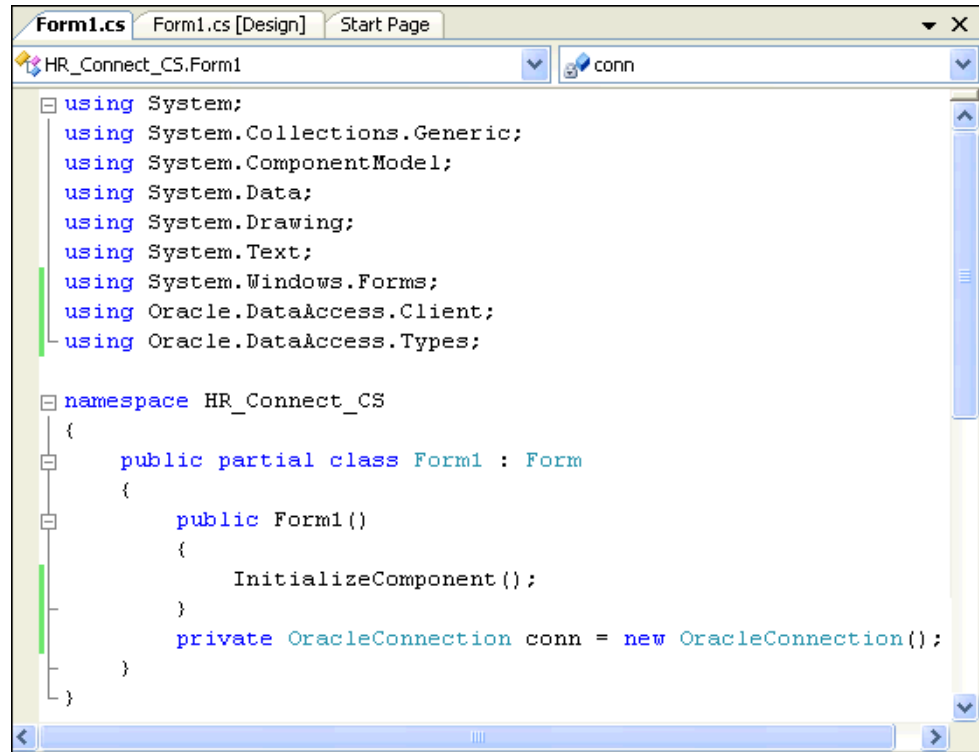 Form1.cs Form1.cs [Design] Start Page
HR_Connect_CS.Form1 conn
using System;
using System.Collections.Generic;
using System.ComponentModel;
using System.Data;
using System.Drawing;
using System.Text;
using System.Windows.Forms;
using Oracle.DataAccess.Client;
using Oracle.DataAccess.Types;
namespace HR_Connect_CS
{
public partial class Form1 : Form
{
public Form1()
{
InitializeComponent();
}
private OracleConnection conn = new OracleConnection();
}
}